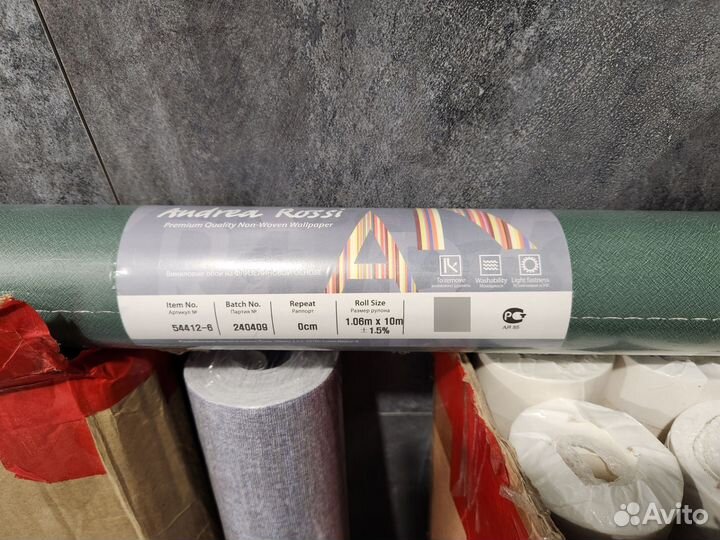 Andrea Rossi
Premium Quality Non-Woven Wallpaper
Виниловые обои на ФЛИЗЕЛИНОВОЙ ОСНОВЕ
To remove
Washability
Light fastness
Item No.
Артикул №
54412-6
Batch No.
Партия №
240409
Repeat
Раппорт
0cm
Roll Size
Размер рулона
1.06m x 10m
± 1.5%
АЯ 85
Avito